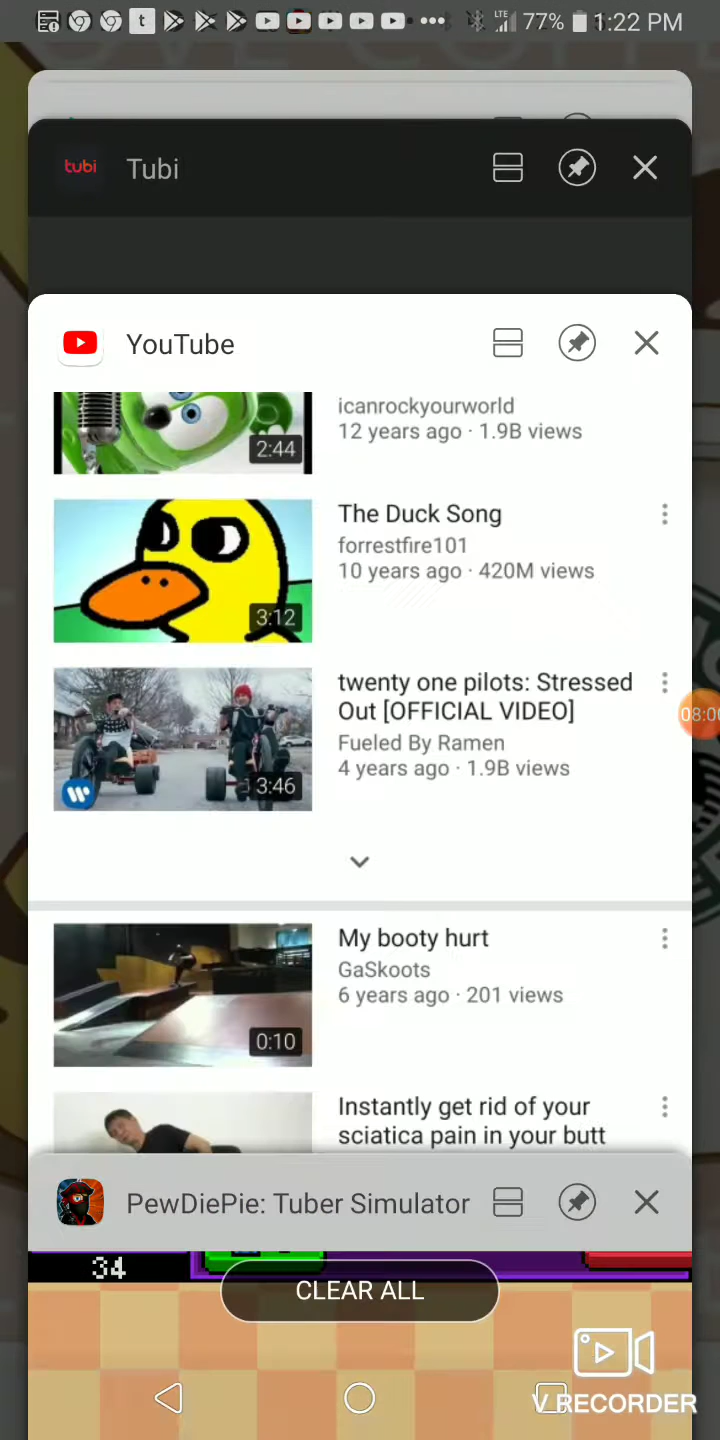 t
LTE
77%
1:22 PM
tubi
Tubi
YouTube
icanrockyourworld
2:44
12 years ago · 1.9B views
The Duck Song
forrestfire101
10 years ago · 420M views
3:12
twenty one pilots: Stressed
Out [OFFICIAL VIDEO]
Fueled By Ramen
4 years ago · 1.9B views
3:46
My booty hurt
GaSkoots
6 years ago · 201 views
0:10
Instantly get rid of your
sciatica pain in your butt
PewDiePie: Tuber Simulator
34
CLEAR ALL
V.RECORDER